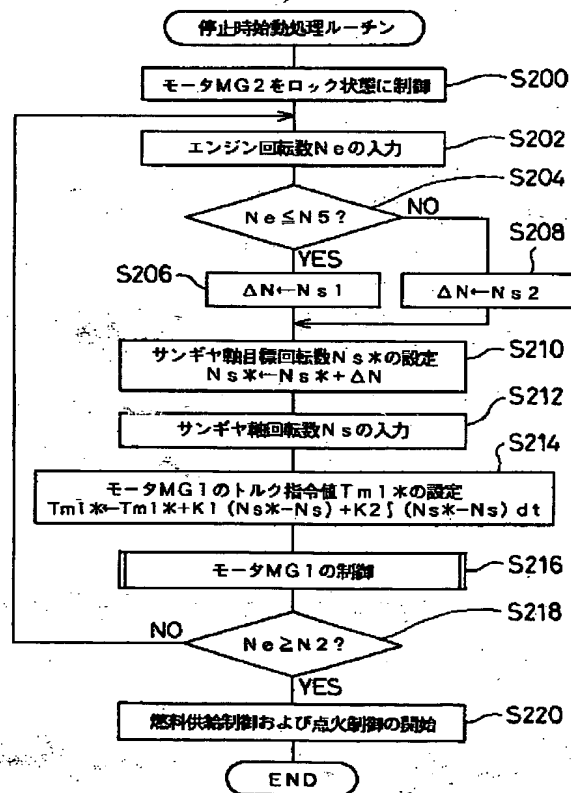 停止時始動処理ルーチン
モータMG2をロック状態に制御
S200
エンジン回転数Neの入力
S202
S204
Ne≦N5?
NO
YES
S206
ΔN←Ns1
S208
ΔN←Ns2
サンギヤ軸目標回転数Ns*の設定
Ns*←Ns*+ΔN
S210
サンギヤ軸回転数Nsの入力
S212
S214
モータMG1のトルク指令値Tm1*の設定
Tm1*←Tm1*+K1(Ns*-Ns)+K2∫(Ns*-Ns)dt
モータMG1の制御
S216
S218
NO
Ne≧N2?
YES
燃料供給制御および点火制御の開始
S220
END